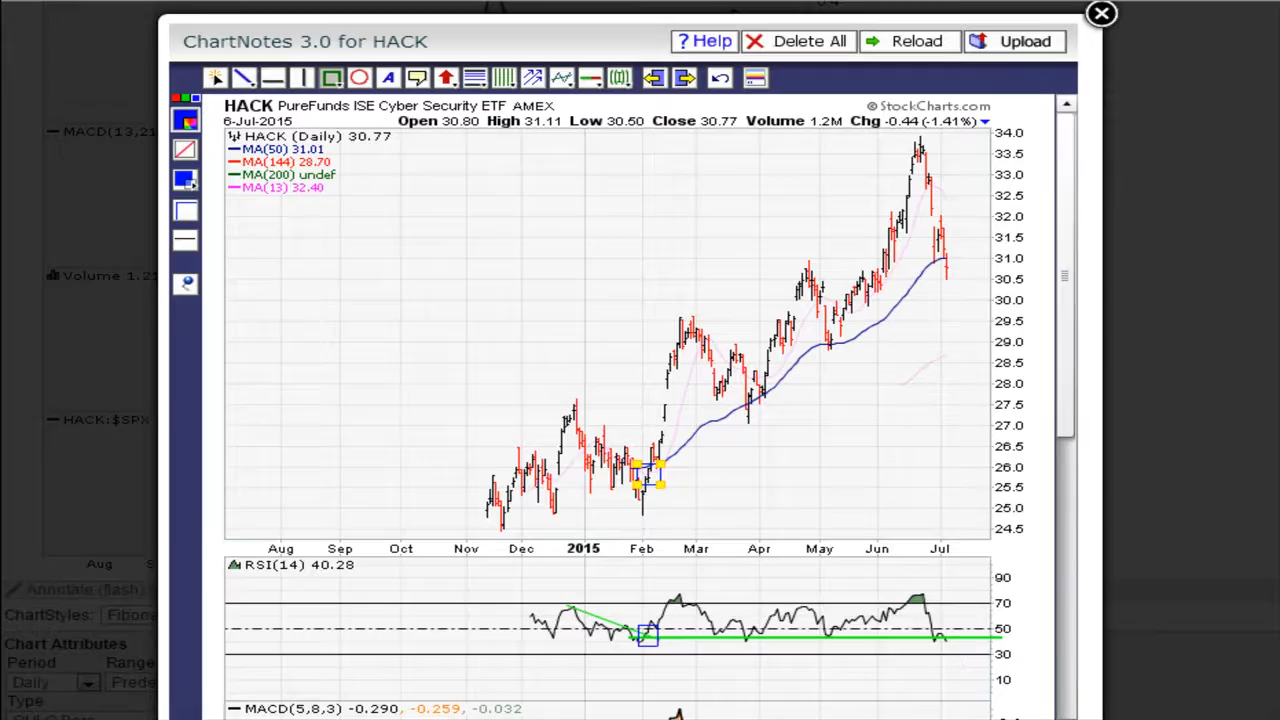 ChartNotes 3.0 for HACK
? Help
Delete All
Reload
Upload
A
HACK PureFunds ISE Cyber Security ETF AMEX
© StockCharts.com
6-Jul-2015
Open 30.80 High 31.11 Low 30.50 Close 30.77 Volume 1.2M Chg -0.44 (-1.41%)
HACK (Daily) 30.77
MA(50) 31.01
MA(144) 28.70
MA(200) undef
MA(13) 32.40
34.0
33.5
33.0
32.5
32.0
31.5
31.0
30.5
30.0
29.5
29.0
28.5
28.0
27.5
27.0
26.5
26.0
25.5
25.0
24.5
Aug Sep Oct Nov Dec 2015 Feb Mar Apr May Jun Jul
RSI(14) 40.28
90
70
50
30
10
MACD(5,8,3) -0.290, -0.259, -0.032
MACD(13,21
Volume 1.2
HACK:$SPX
Aug
Annotate (flash)
ChartStyles: Fibon
Chart Attributes
Period Range
Daily Prede
Type